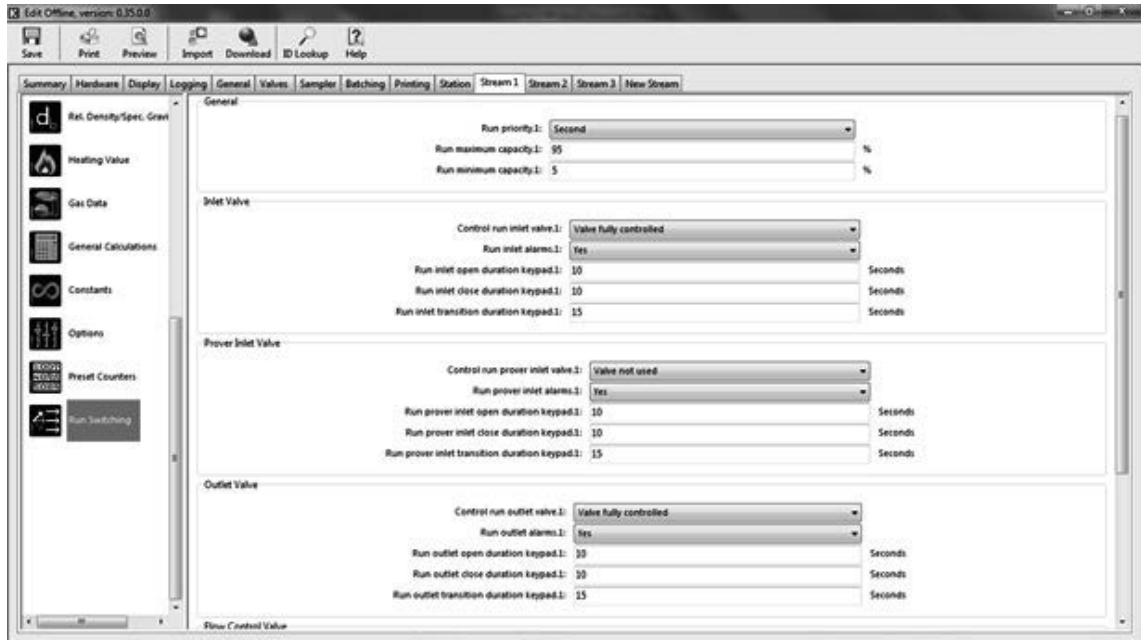 Edit Offline, version: 0.35.0.0
Save Print Preview Import Download ID Lookup Help
Summary Hardware Display Logging General Valves Sampler Batching Printing Station Stream 1 Stream 2 Stream 3 New Stream
Rel. Density/Spec. Gravi
Heating Value
Gas Data
General Calculations
Constants
Options
Preset Counters
Run Switching
General
Run priority.1: Second
Run maximum capacity.1: 95 %
Run minimum capacity.1: 5 %
Inlet Valve
Control run inlet valve.1: Valve fully controlled
Run inlet alarms.1: Yes
Run inlet open duration keypad.1: 10 Seconds
Run inlet close duration keypad.1: 10 Seconds
Run inlet transition duration keypad.1: 15 Seconds
Prover Inlet Valve
Control run prover inlet valve.1: Valve not used
Run prover inlet alarms.1: Yes
Run prover inlet open duration keypad.1: 10 Seconds
Run prover inlet close duration keypad.1: 10 Seconds
Run prover inlet transition duration keypad.1: 15 Seconds
Outlet Valve
Control run outlet valve.1: Valve fully controlled
Run outlet alarms.1: Yes
Run outlet open duration keypad.1: 10 Seconds
Run outlet close duration keypad.1: 10 Seconds
Run outlet transition duration keypad.1: 15 Seconds
Flow Control Valve